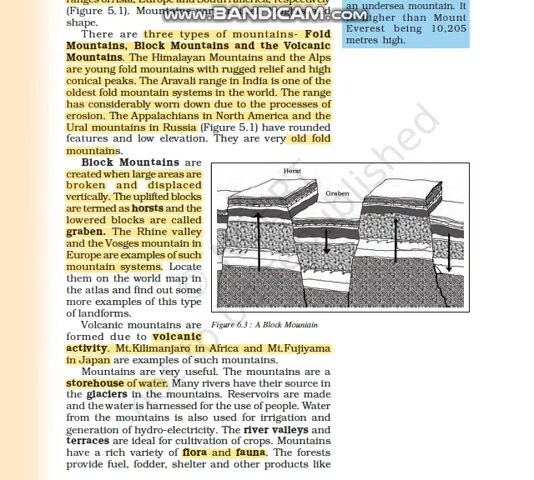 ranges of Asia, Europe and South America, respectively
(Figure 5.1).
shape.
WWW.BANDICAM.COM
There are three types of mountains- Fold
Mountains, Block Mountains and the Volcanic
Mountains. The Himalayan Mountains and the Alps
are young fold mountains with rugged relief and high
conical peaks. The Aravali range in India is one of the
oldest fold mountain systems in the world. The range
has considerably worn down due to the processes of
erosion. The Appalachians in North America and the
Ural mountains in Russia (Figure 5.1) have rounded
features and low elevation. They are very old fold
mountains.
Block Mountains are
created when large areas are
broken and displaced
vertically. The uplifted blocks
are termed as horsts and the
lowered blocks are called
graben. The Rhine valley
and the Vosges mountain in
Europe are examples of such
mountain systems. Locate
them on the world map in
the atlas and find out some
more examples of this type
of landforms.
Horst
Graben
Figure 6.3 : A Block Mountain
Volcanic mountains are
formed due to volcanic
activity. Mt.Kilimanjaro in Africa and Mt.Fujiyama
in Japan are examples of such mountains.
Mountains are very useful. The mountains are a
storehouse of water. Many rivers have their source in
the glaciers in the mountains. Reservoirs are made
and the water is harnessed for the use of people. Water
from the mountains is also used for irrigation and
generation of hydro-electricity. The river valleys and
terraces are ideal for cultivation of crops. Mountains
have a rich variety of flora and fauna. The forests
provide fuel, fodder, shelter and other products like
an undersea mountain. It
is higher than Mount
Everest being 10,205
metres high.